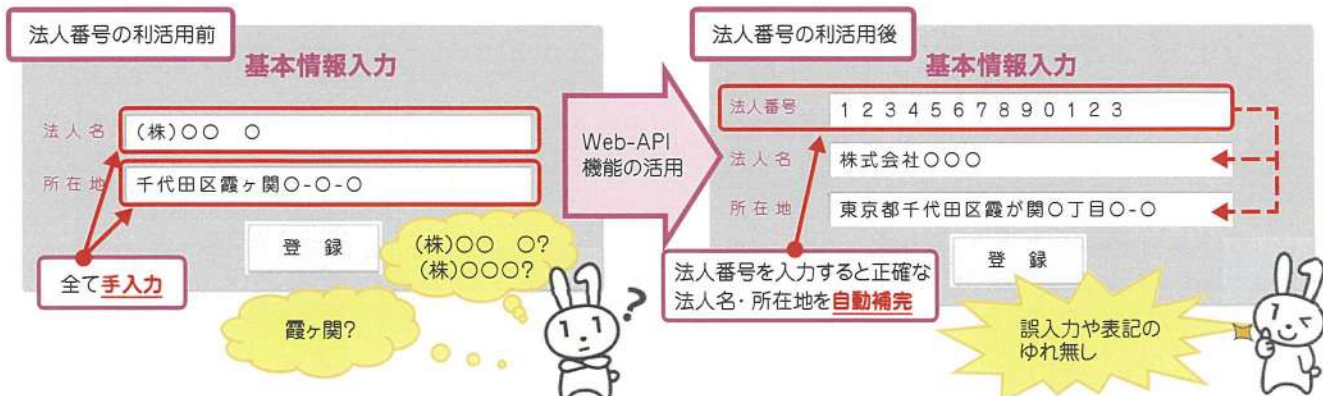 法人番号の利活用前
基本情報入力
法人名
(株)○○ ○
所在地
千代田区霞ヶ関○-○-○
登 録
全て手入力
(株)○○ ○?
(株)○○○?
霞ヶ関?
?
Web-API
機能の活用
法人番号の利活用後
基本情報入力
法人番号
1 2 3 4 5 6 7 8 9 0 1 2 3
法人名
株式会社○○○
所在地
東京都千代田区霞が関○丁目○-○
登 録
法人番号を入力すると正確な
法人名・所在地を自動補完
誤入力や表記の
ゆれ無し